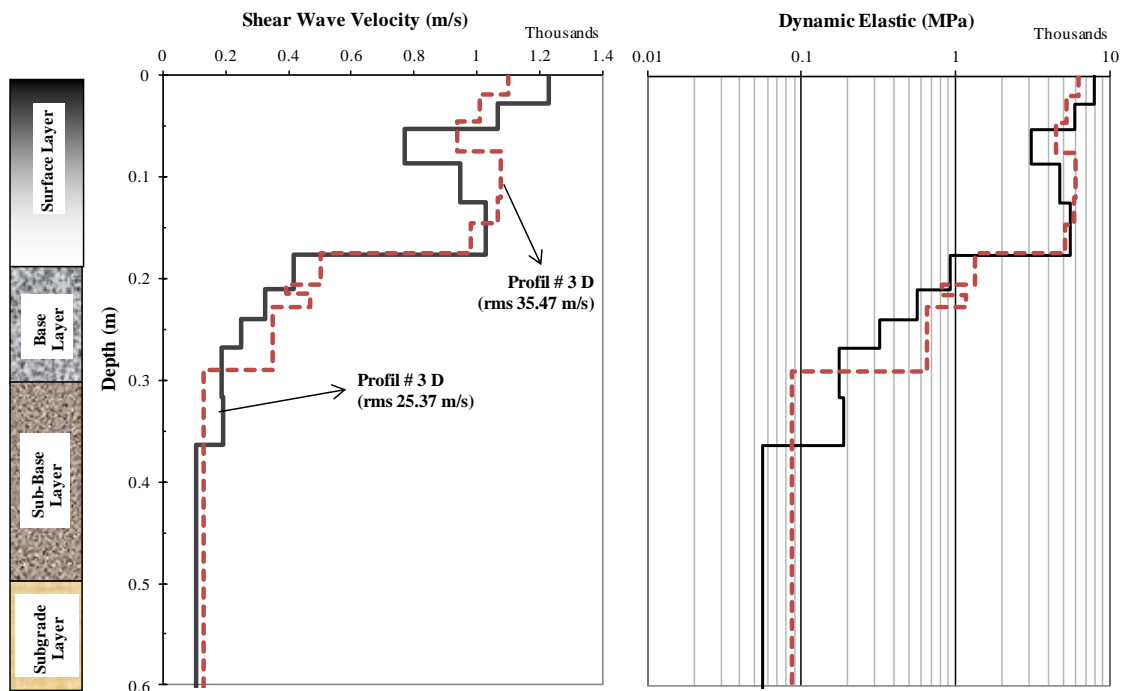 Shear Wave Velocity (m/s)
Thousands
0 0.2 0.4 0.6 0.8 1 1.2 1.4
Dynamic Elastic (MPa)
Thousands
0.01 0.1 1 10
Surface Layer
Base
Layer
Sub-Base
Layer
Subgrade
Layer
Depth (m)
0
0.1
0.2
0.3
0.4
0.5
0.6
Profil # 3 D
(rms 35.47 m/s)
Profil # 3 D
(rms 25.37 m/s)